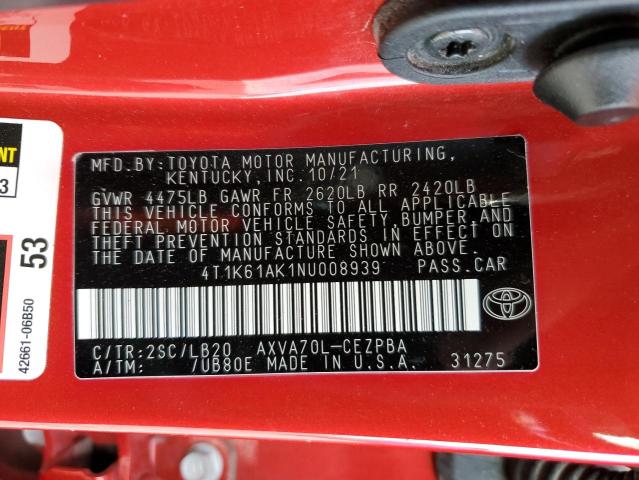 MFD. BY: TOYOTA MOTOR MANUFACTURING,
KENTUCKY, INC. 10/21
GVWR 4475LB GAWR FR 2620LB RR 2420LB
THIS VEHICLE CONFORMS TO ALL APPLICABLE
FEDERAL MOTOR VEHICLE SAFETY, BUMPER, AND
THEFT PREVENTION STANDARDS IN EFFECT ON
THE DATE OF MANUFACTURE SHOWN ABOVE.
4T1K61AK1NU008939 PASS. CAR
C/TR: 2SC/LB20 AXVA70L-CEZPBA
A/TM: /UB80E MADE IN U.S.A. 31275
NT
3
53
42661-06B50